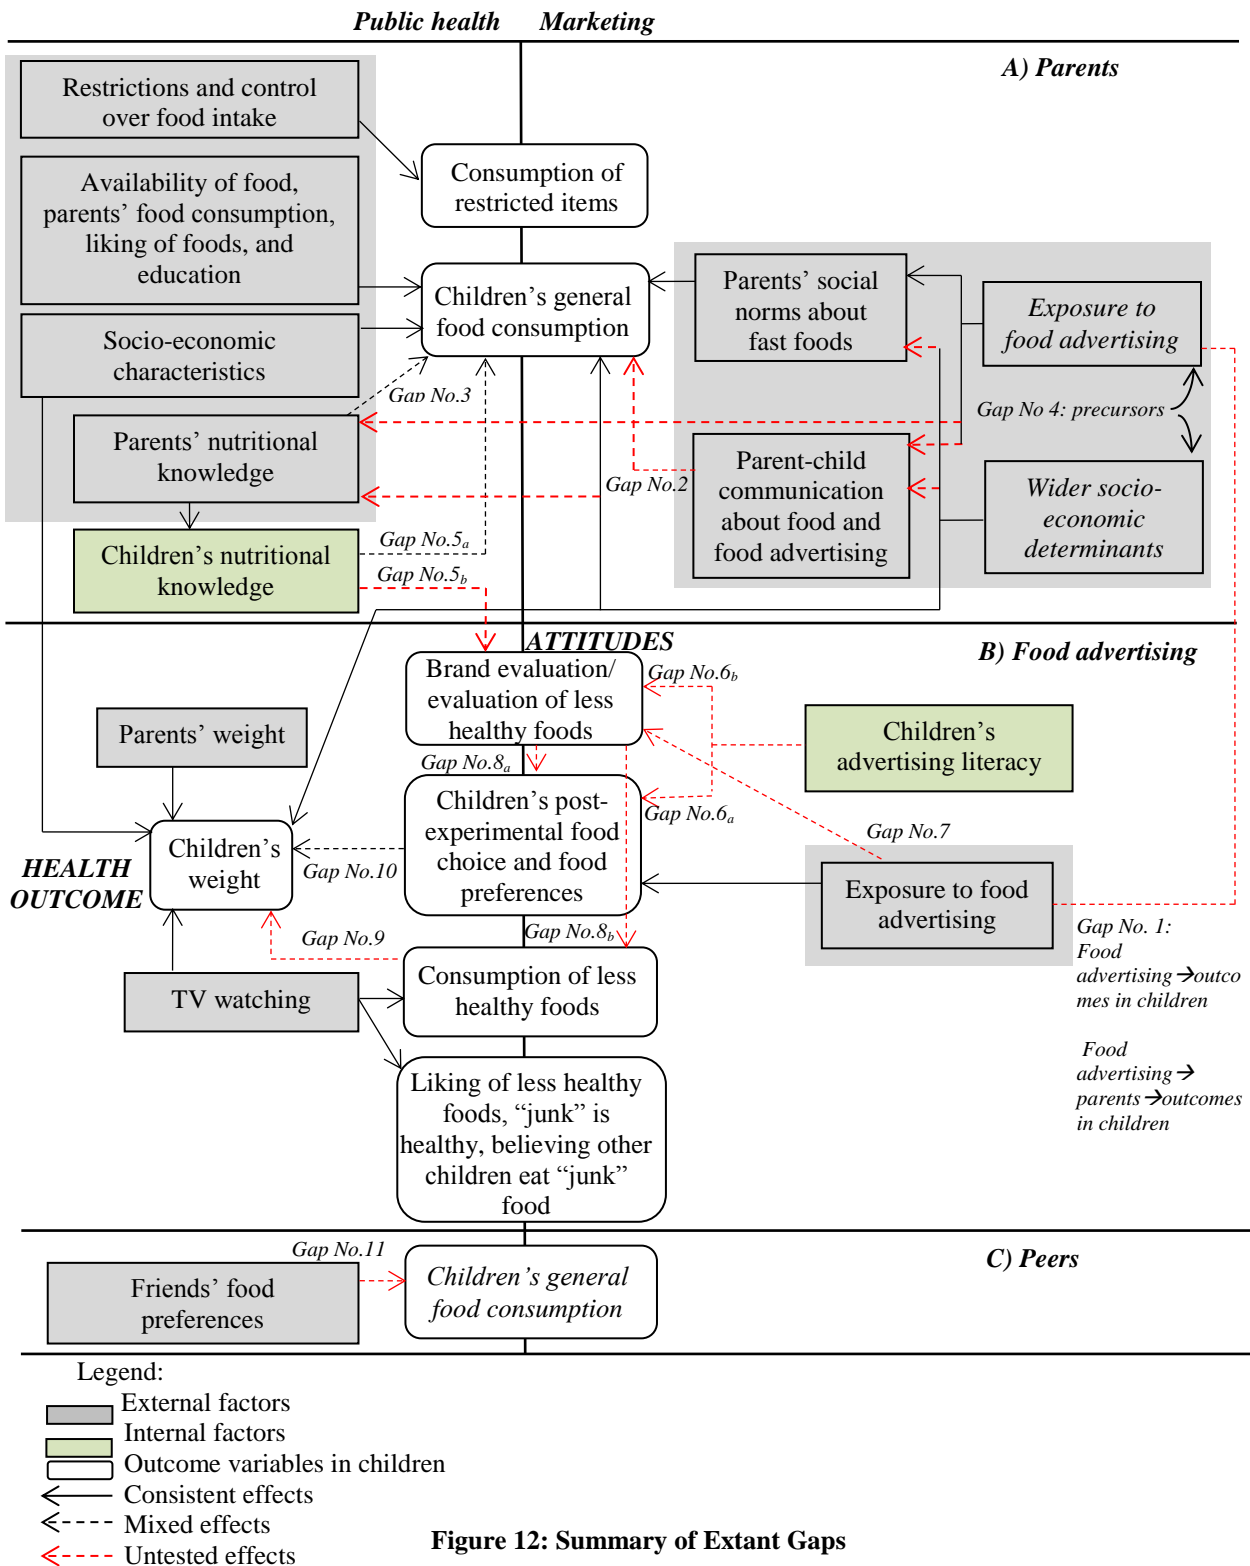 Public health
Marketing
A) Parents
Restrictions and control
over food intake
Consumption of
restricted items
Availability of food,
parents’ food consumption,
liking of foods, and
education
Children’s general
food consumption
Parents’ social
norms about
fast foods
Exposure to
food advertising
Socio-economic
characteristics
Gap No.3
Gap No 4: precursors
Parents’ nutritional
knowledge
Gap No.2
Parent-child
communication
about food and
food advertising
Wider socio-
economic
determinants
Children’s nutritional
knowledge
Gap No.5a
Gap No.5b
ATTITUDES
B) Food advertising
Brand evaluation/
evaluation of less
healthy foods
Gap No.6b
Children’s
advertising literacy
Parents’ weight
Gap No.8a
Children’s post-
experimental food
choice and food
preferences
Gap No.6a
Gap No.7
Children’s
weight
HEALTH
OUTCOME
Gap No.10
Exposure to food
advertising
Gap No.9
Gap No.8b
Gap No. 1:
Food
advertising→outco
mes in children
Food
advertising→
parents→outcomes
in children
TV watching
Consumption of less
healthy foods
Liking of less healthy
foods, “junk” is
healthy, believing other
children eat “junk”
food
Gap No.11
C) Peers
Friends’ food
preferences
Children’s general
food consumption
Legend:
External factors
Internal factors
Outcome variables in children
Consistent effects
Mixed effects
Untested effects
Figure 12: Summary of Extant Gaps